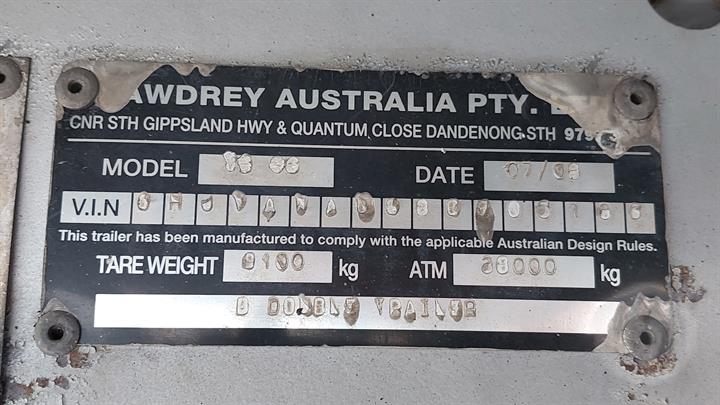 AWDREY AUSTRALIA PTY.
CNR STH GIPPSLAND HWY & QUANTUM CLOSE DANDENONG STH
MODEL DATE 07/08
V.I.N
This trailer has been manufactured to comply with the applicable Australian Design Rules.
TARE WEIGHT kg ATM 38000 kg
B DOUBLE TRAILER